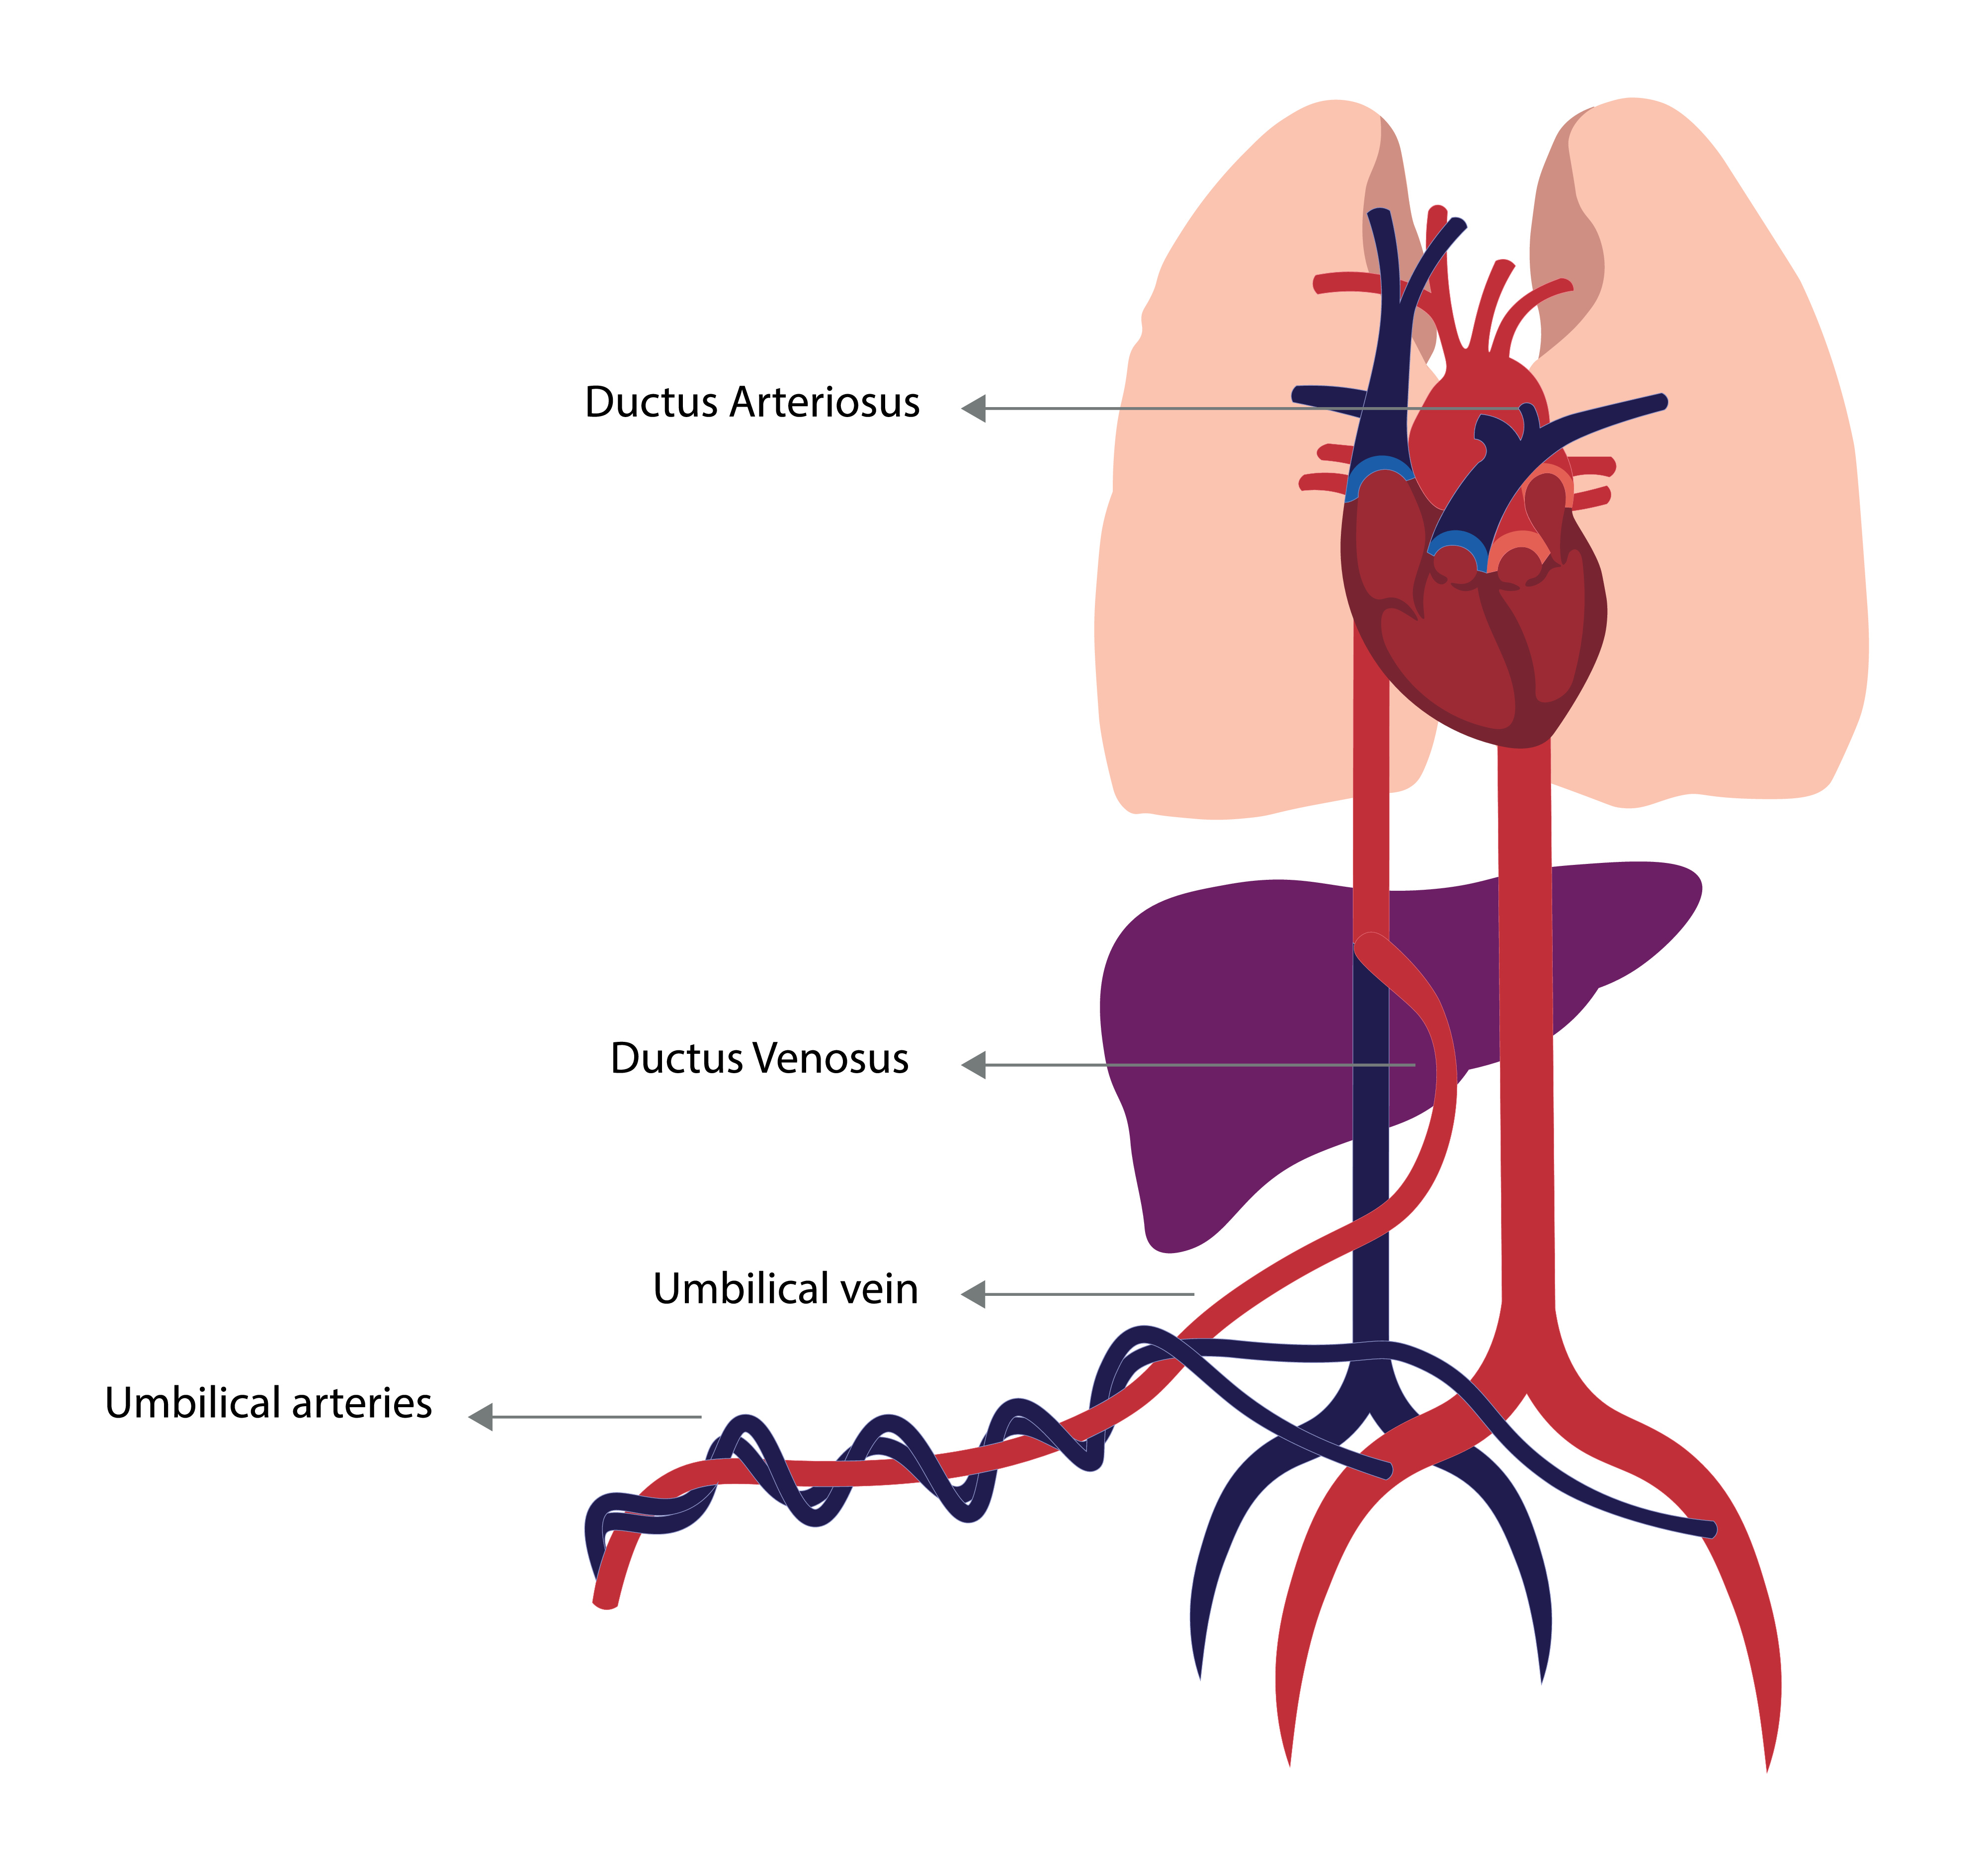 Ductus Arteriosus
Ductus Venosus
Umbilical vein
Umbilical arteries